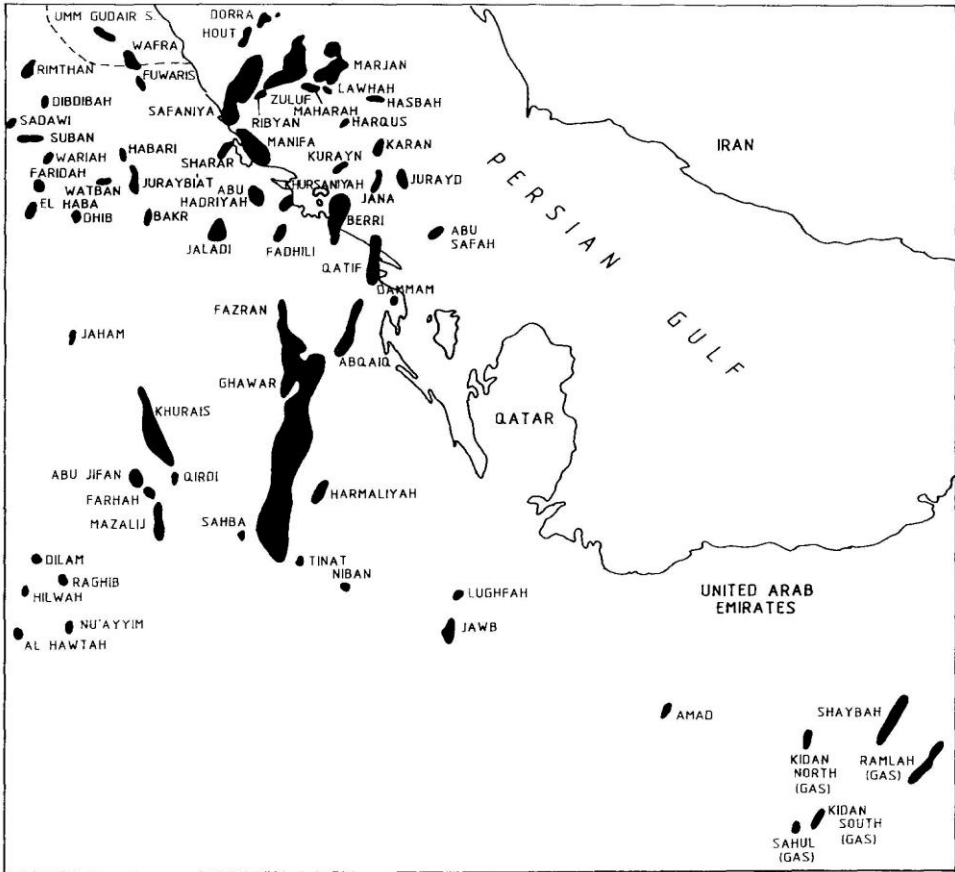 UMM GUDAIR S.
DORRA
HOUT
WAFRA
RIMTHAN
FUWARIS
MARJAN
LAWHAH
ZULUF
MAHARAH
HASBAH
DIBDIBAH
SAFANIYA
RIBYAN
SADAWI
HARQUS
SUBAN
MANIFA
WARIAH
HABARI
SHARAR
KURAYN
KARAN
IRAN
FARIDAH
WATBAN
JURAYBIAT
ABU
HADRIYAH
KHURSANIYAH
JANA
JURAYD
EL HABA
DHIB
BAKR
BERRI
ABU
SAFAH
JALADI
FADHILI
QATIF
PERSIAN GULF
DAMMAM
FAZRAN
JAHAM
ABQAIQ
GHAWAR
KHURAIS
QATAR
ABU JIFAN
QIRDI
FARHAH
HARMALIYAH
MAZALIJ
SAHBA
DILAM
TINAT
RAGHIB
NIBAN
HILWAH
LUGHFAH
UNITED ARAB
EMIRATES
NU'AYYIM
JAWB
AL HAWTAH
AMAD
SHAYBAH
KIDAN
NORTH
(GAS)
RAMLAH
(GAS)
KIDAN
SOUTH
(GAS)
SAHUL
(GAS)